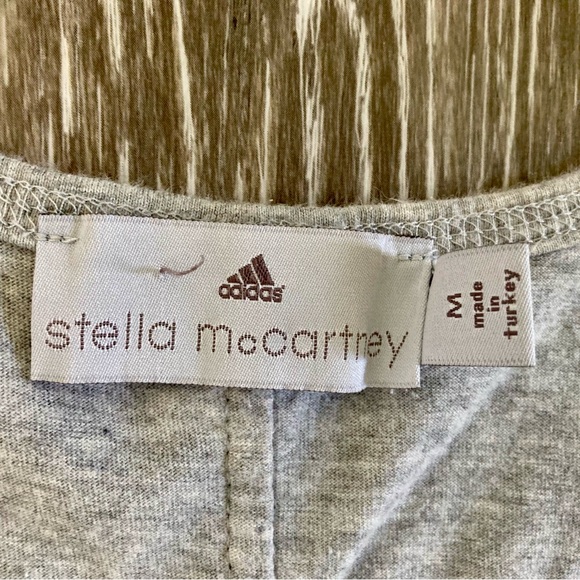 adidas
stella mccartney
M
made
in
turkey